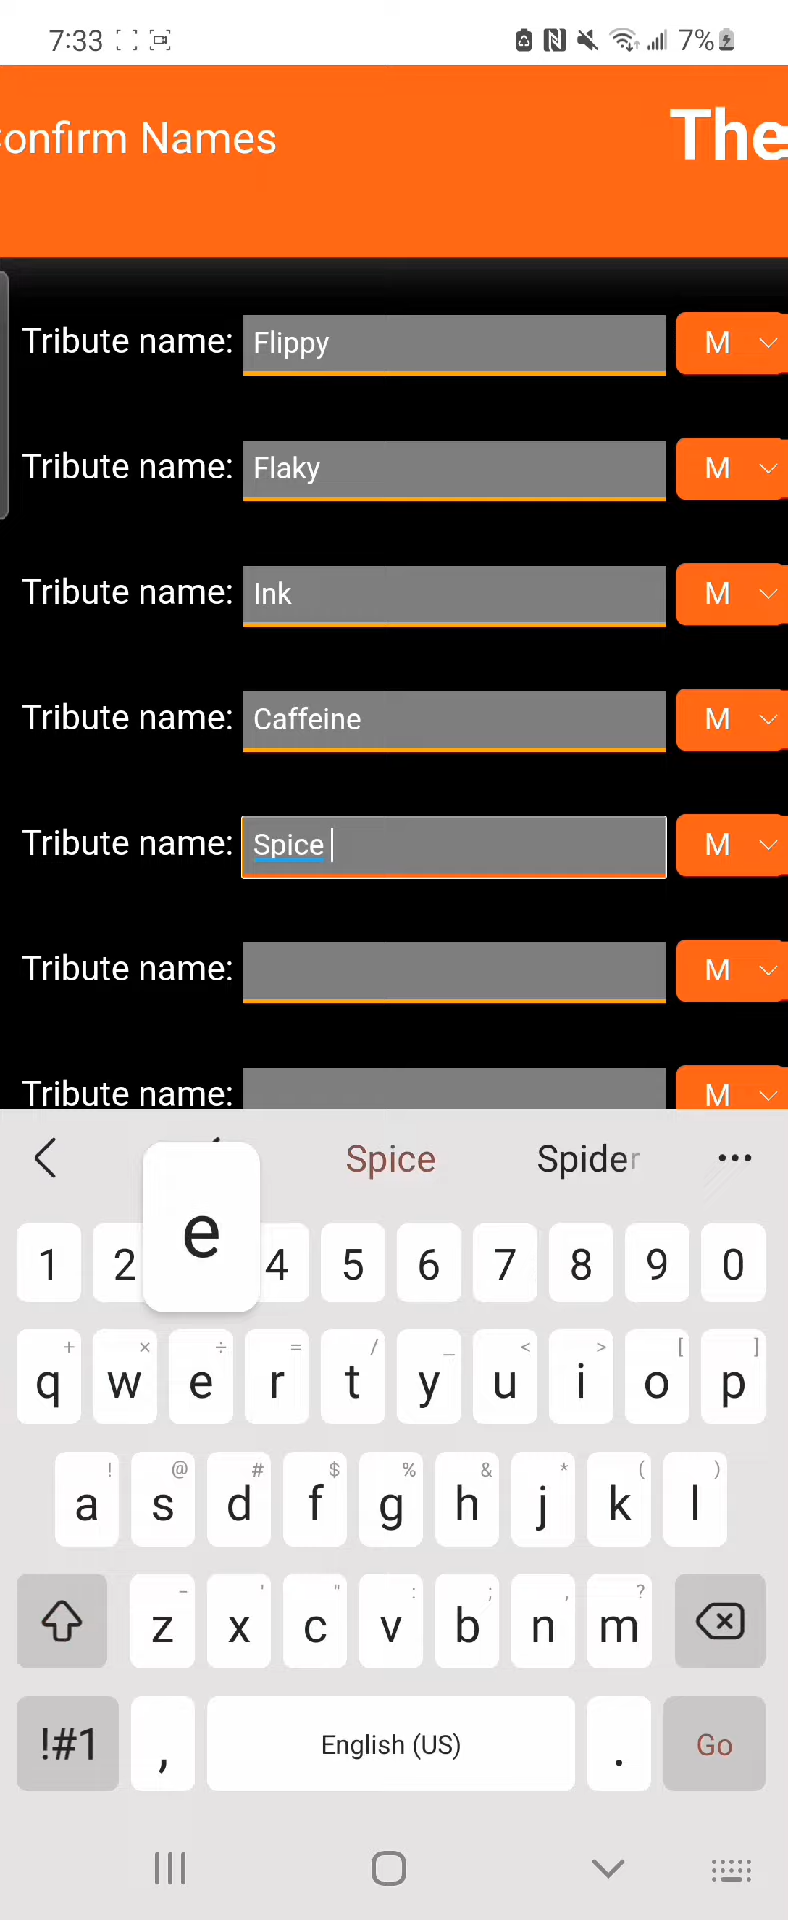 7:33 7%
onfirm Names The
Tribute name: Flippy M
Tribute name: Flaky M
Tribute name: Ink M
Tribute name: Caffeine M
Tribute name: Spice M
Tribute name: M
Tribute name: M
Spice Spider
e
1 2 4 5 6 7 8 9 0
+ × ÷ = / _ < > [ ]
q w e r t y u i o p
! @ # $ % & * ( )
a s d f g h j k l
- ' " : ; , ?
z x c v b n m
!#1 , English (US) . Go